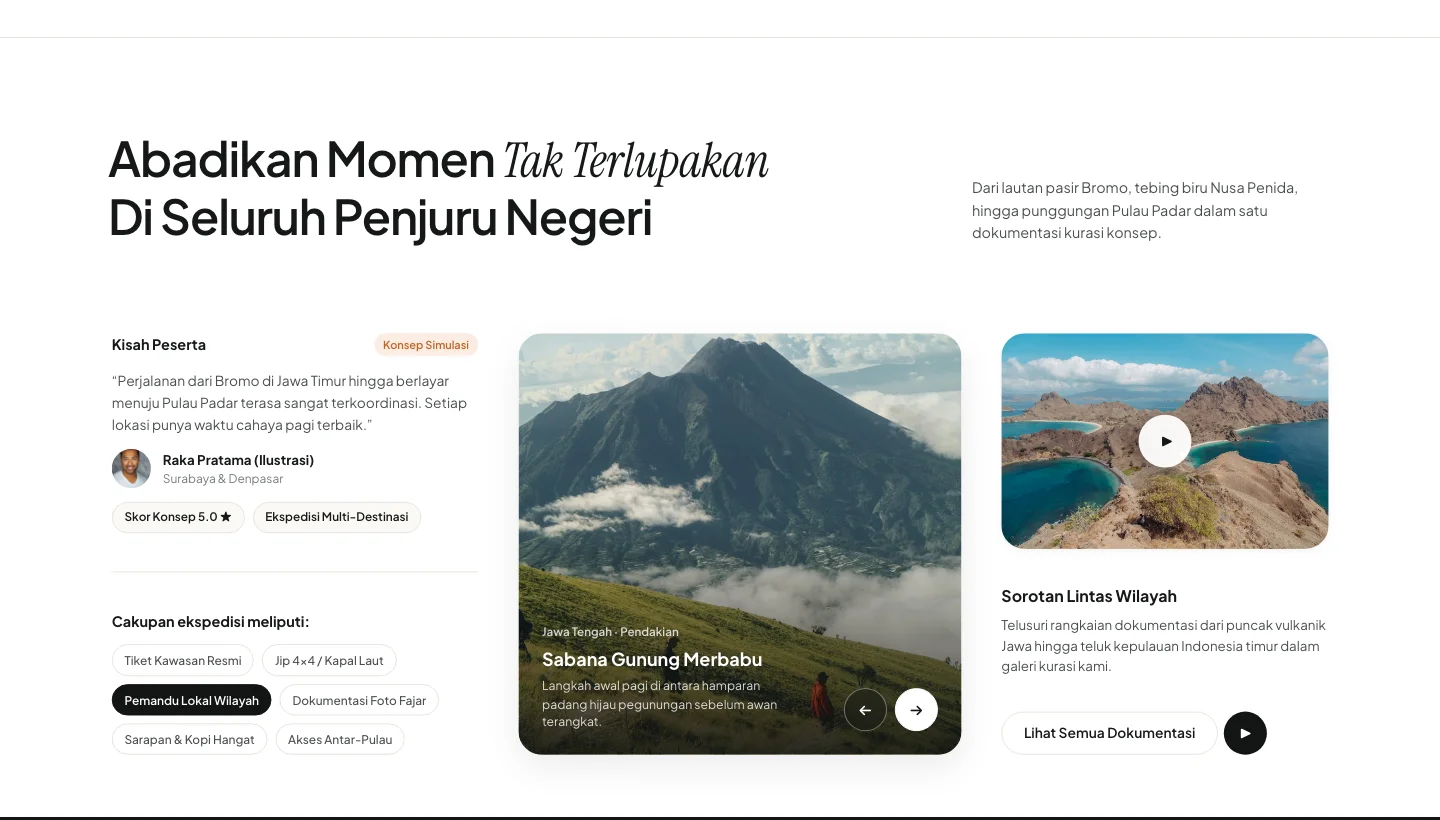 Abadikan Momen Tak Terlupakan
Di Seluruh Penjuru Negeri
Dari lautan pasir Bromo, tebing biru Nusa Penida,
hingga punggungan Pulau Padar dalam satu
dokumentasi kurasi konsep.
Kisah Peserta
Konsep Simulasi
“Perjalanan dari Bromo di Jawa Timur hingga berlayar
menuju Pulau Padar terasa sangat terkoordinasi. Setiap
lokasi punya waktu cahaya pagi terbaik.”
Raka Pratama (Ilustrasi)
Surabaya & Denpasar
Skor Konsep 5.0 ★
Ekspedisi Multi-Destinasi
Cakupan ekspedisi meliputi:
Tiket Kawasan Resmi
Jip 4×4 / Kapal Laut
Pemandu Lokal Wilayah
Dokumentasi Foto Fajar
Sarapan & Kopi Hangat
Akses Antar-Pulau
Jawa Tengah · Pendakian
Sabana Gunung Merbabu
Langkah awal pagi di antara hamparan
padang hijau pegunungan sebelum awan
terangkat.
Sorotan Lintas Wilayah
Telusuri rangkaian dokumentasi dari puncak vulkanik
Jawa hingga teluk kepulauan Indonesia timur dalam
galeri kurasi kami.
Lihat Semua Dokumentasi